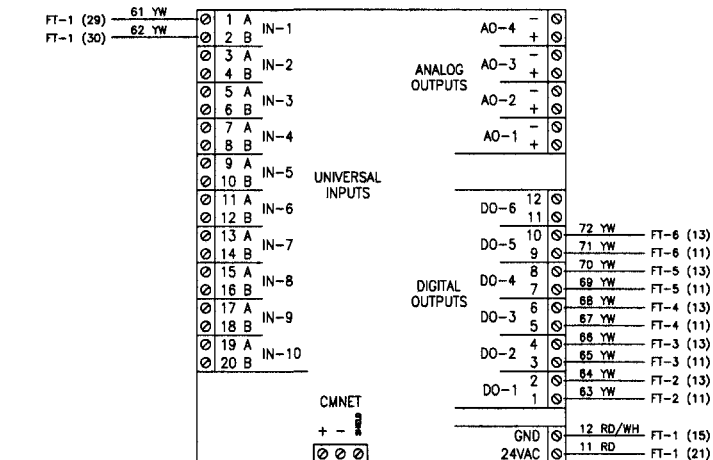 FT-1 (29) 61 YW 1 A IN-1
FT-1 (30) 62 YW 2 B
3 A IN-2
4 B
5 A IN-3
6 B
7 A IN-4
8 B
9 A IN-5
10 B
11 A IN-6
12 B
13 A IN-7
14 B
15 A IN-8
16 B
17 A IN-9
18 B
19 A IN-10
20 B
UNIVERSAL
INPUTS
CMNET
+ - SHIELD
ANALOG
OUTPUTS
AO-4 -
+
AO-3 -
+
AO-2 -
+
AO-1 -
+
DIGITAL
OUTPUTS
DO-6 12
11
DO-5 10 72 YW FT-6 (13)
9 71 YW FT-6 (11)
DO-4 8 70 YW FT-5 (13)
7 69 YW FT-5 (11)
DO-3 6 68 YW FT-4 (13)
5 67 YW FT-4 (11)
DO-2 4 66 YW FT-3 (13)
3 65 YW FT-3 (11)
DO-1 2 64 YW FT-2 (13)
1 63 YW FT-2 (11)
GND 12 RD/WH FT-1 (15)
24VAC 11 RD FT-1 (21)